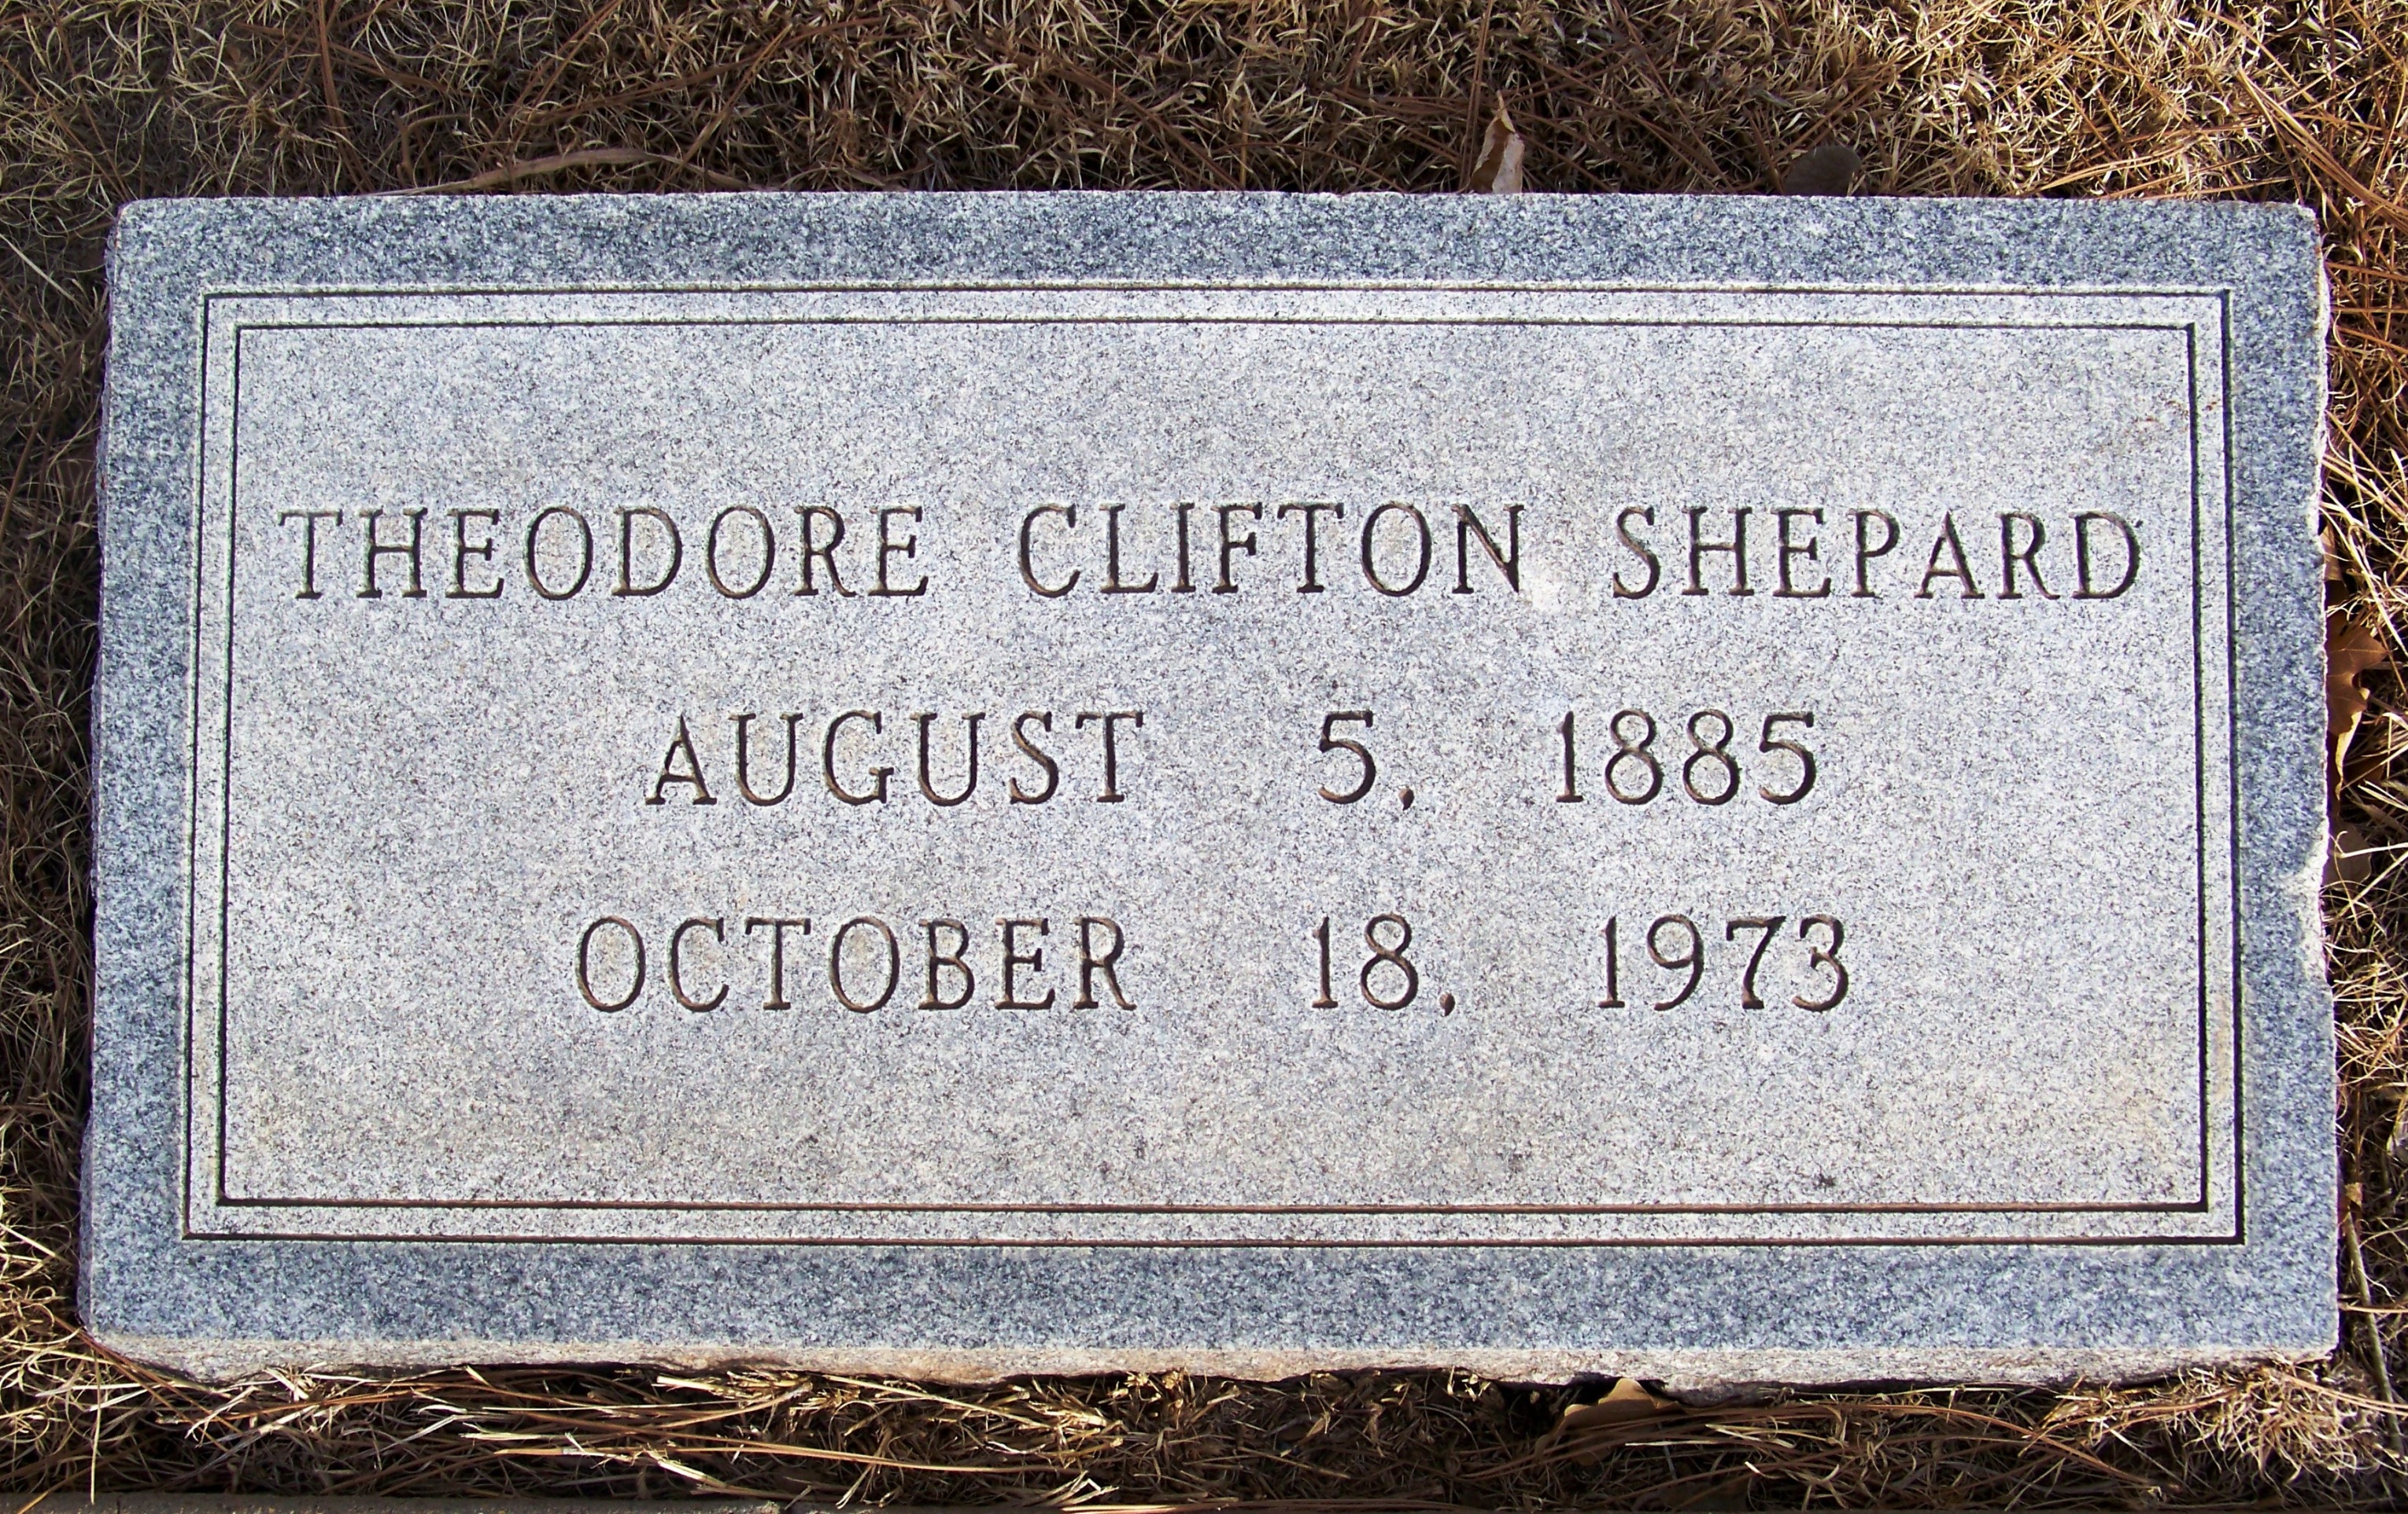 THEODORE CLIFTON SHEPARD
AUGUST 5, 1885
OCTOBER 18, 1973